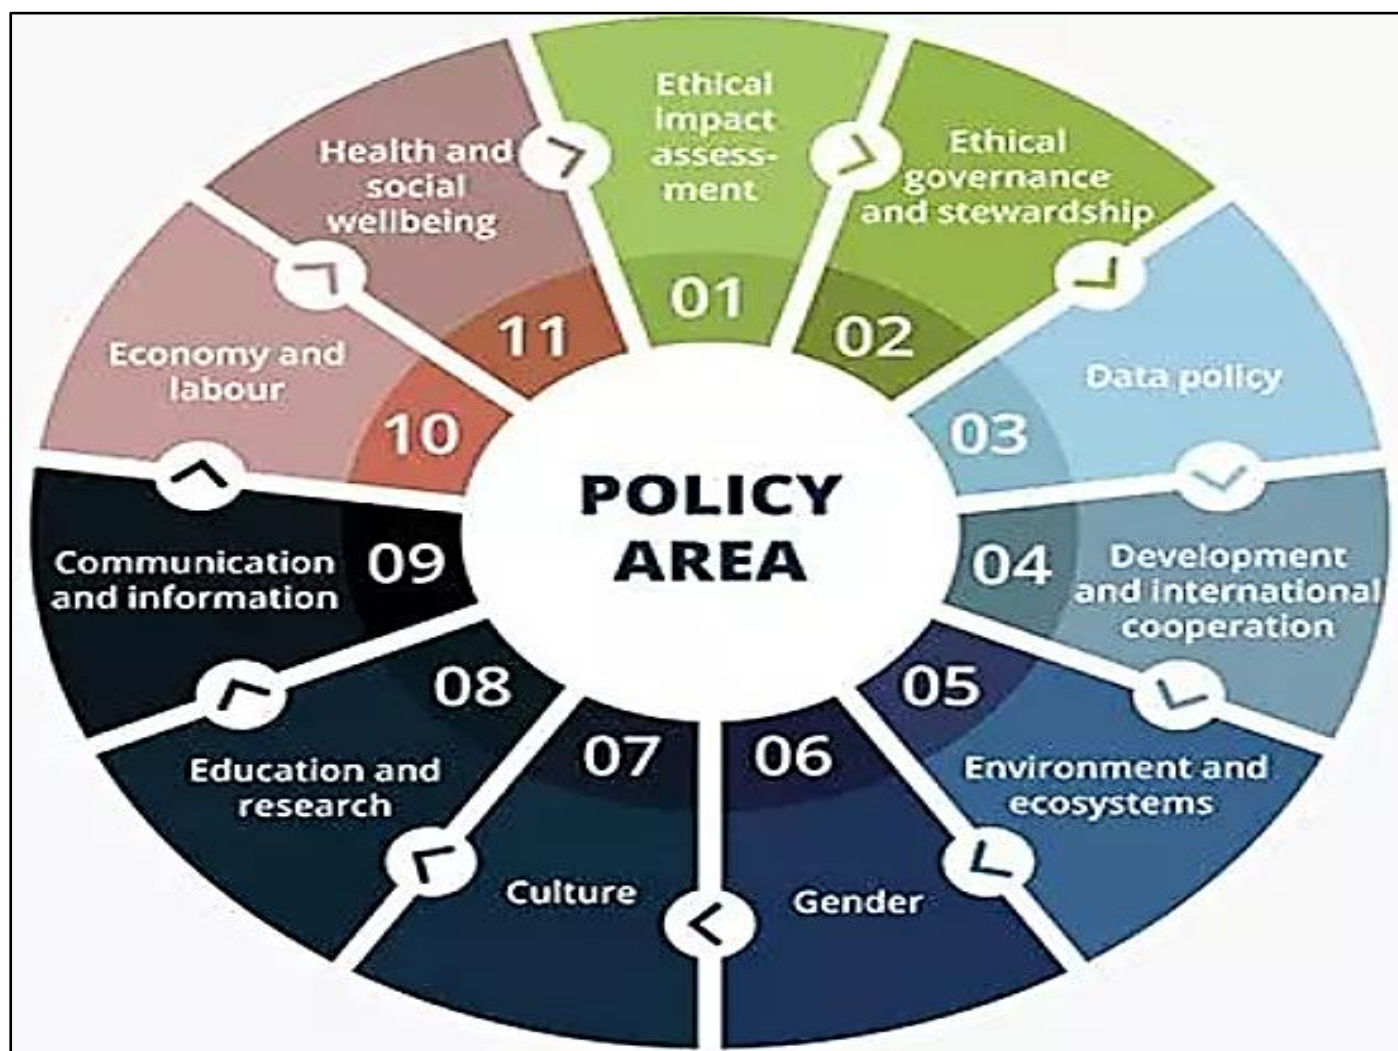 POLICY
AREA
01
Ethical
impact
assess-
ment
02
Ethical
governance
and stewardship
03
Data policy
04
Development
and international
cooperation
05
Environment and
ecosystems
06
Gender
07
Culture
08
Education and
research
09
Communication
and information
10
Economy and
labour
11
Health and
social
wellbeing